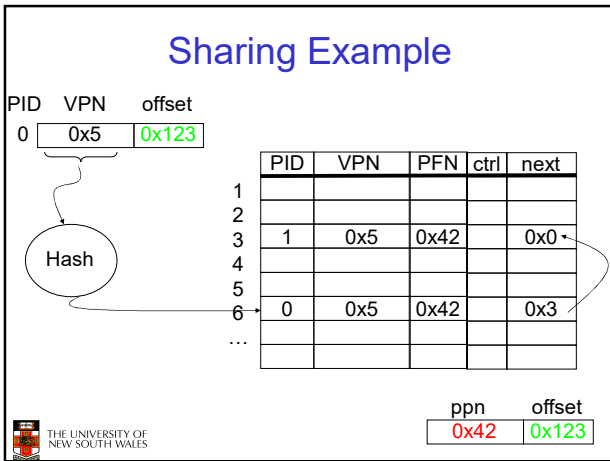 Sharing Example
PID VPN offset
0 0x5 0x123
PID VPN PFN ctrl next
1
2
3 1 0x5 0x42 0x0
Hash
4
5
6 0 0x5 0x42 0x3
…
ppn offset
0x42 0x123
THE UNIVERSITY OF
NEW SOUTH WALES